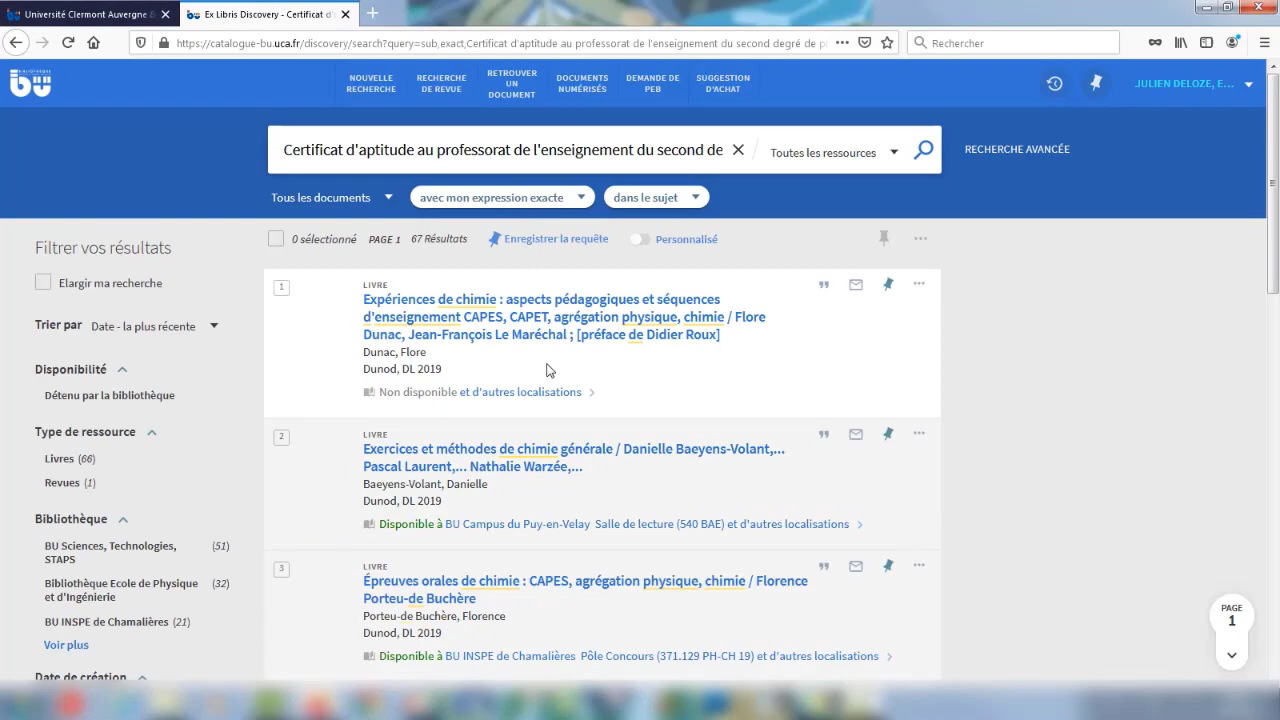 Université Clermont Auvergne &
Ex Libris Discovery - Certificat d'
https://catalogue-bu.uca.fr/discovery/search?query=sub,exact,Certificat d'aptitude au professorat de l'enseignement du second degré de p
Rechercher
BIBLIOTHÈQUE
bu
NOUVELLE RECHERCHE
RECHERCHE DE REVUE
RETROUVER UN DOCUMENT
DOCUMENTS NUMÉRISÉS
DEMANDE DE PEB
SUGGESTION D'ACHAT
JULIEN DELOZE, E...
Certificat d'aptitude au professorat de l'enseignement du second de
Toutes les ressources
RECHERCHE AVANCÉE
Tous les documents
avec mon expression exacte
dans le sujet
Filtrer vos résultats
Elargir ma recherche
Trier par Date - la plus récente
Disponibilité
Détenu par la bibliothèque
Type de ressource
Livres (66)
Revues (1)
Bibliothèque
BU Sciences, Technologies, STAPS (51)
Bibliothèque Ecole de Physique et d'Ingénierie (32)
BU INSPE de Chamalières (21)
Voir plus
Date de création
0 sélectionné PAGE 1 67 Résultats Enregistrer la requête Personnalisé
1
LIVRE
Expériences de chimie : aspects pédagogiques et séquences
d'enseignement CAPES, CAPET, agrégation physique, chimie / Flore
Dunac, Jean-François Le Maréchal ; [préface de Didier Roux]
Dunac, Flore
Dunod, DL 2019
Non disponible et d'autres localisations
2
LIVRE
Exercices et méthodes de chimie générale / Danielle Baeyens-Volant,...
Pascal Laurent,... Nathalie Warzée,...
Baeyens-Volant, Danielle
Dunod, DL 2019
Disponible à BU Campus du Puy-en-Velay Salle de lecture (540 BAE) et d'autres localisations
3
LIVRE
Épreuves orales de chimie : CAPES, agrégation physique, chimie / Florence
Porteu-de Buchère
Porteu-de Buchère, Florence
Dunod, DL 2019
Disponible à BU INSPE de Chamalières Pôle Concours (371.129 PH-CH 19) et d'autres localisations
PAGE
1